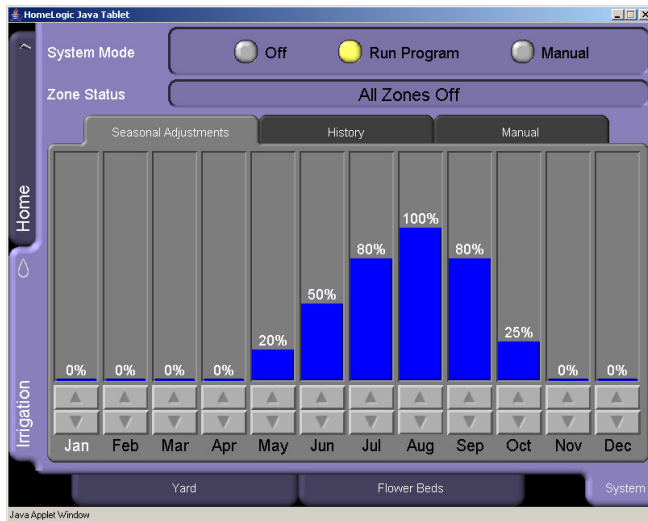 HomeLogic Java Tablet
System Mode
Off
Run Program
Manual
Zone Status
All Zones Off
Seasonal Adjustments
History
Manual
Home
Irrigation
0%
0%
0%
0%
20%
50%
80%
100%
80%
25%
0%
0%
Jan
Feb
Mar
Apr
May
Jun
Jul
Aug
Sep
Oct
Nov
Dec
Yard
Flower Beds
System
Java Applet Window